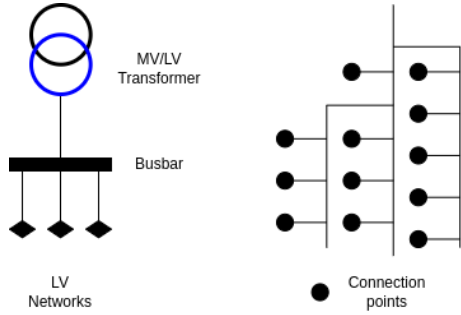 MV/LV
Transformer
Busbar
LV
Networks
Connection
points